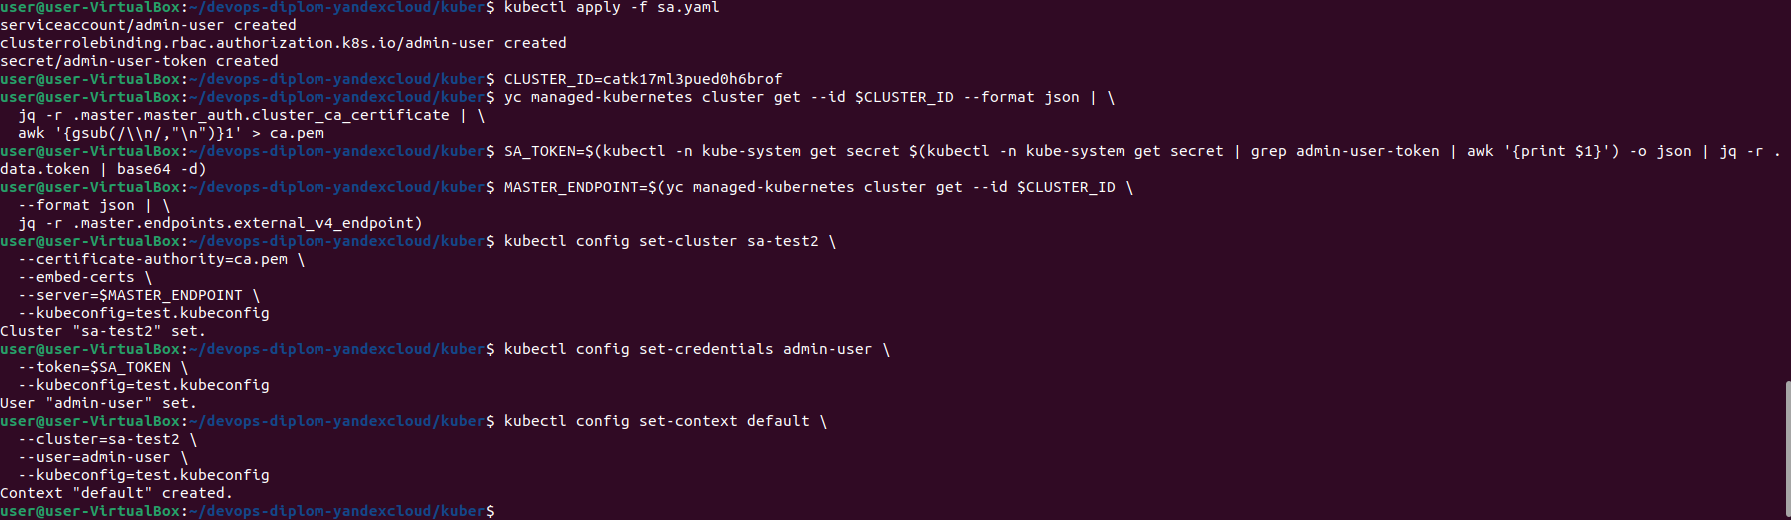 user@user-VirtualBox:~/devops-diplom-yandexcloud/kuber$ kubectl apply -f sa.yaml
serviceaccount/admin-user created
clusterrolebinding.rbac.authorization.k8s.io/admin-user created
secret/admin-user-token created
user@user-VirtualBox:~/devops-diplom-yandexcloud/kuber$ CLUSTER_ID=catk17ml3pued0h6brof
user@user-VirtualBox:~/devops-diplom-yandexcloud/kuber$ yc managed-kubernetes cluster get --id $CLUSTER_ID --format json | \
  jq -r .master.master_auth.cluster_ca_certificate | \
  awk '{gsub(/\\n/,"\n")}1' > ca.pem
user@user-VirtualBox:~/devops-diplom-yandexcloud/kuber$ SA_TOKEN=$(kubectl -n kube-system get secret $(kubectl -n kube-system get secret | grep admin-user-token | awk '{print $1}') -o json | jq -r .
data.token | base64 -d)
user@user-VirtualBox:~/devops-diplom-yandexcloud/kuber$ MASTER_ENDPOINT=$(yc managed-kubernetes cluster get --id $CLUSTER_ID \
  --format json | \
  jq -r .master.endpoints.external_v4_endpoint)
user@user-VirtualBox:~/devops-diplom-yandexcloud/kuber$ kubectl config set-cluster sa-test2 \
  --certificate-authority=ca.pem \
  --embed-certs \
  --server=$MASTER_ENDPOINT \
  --kubeconfig=test.kubeconfig
Cluster "sa-test2" set.
user@user-VirtualBox:~/devops-diplom-yandexcloud/kuber$ kubectl config set-credentials admin-user \
  --token=$SA_TOKEN \
  --kubeconfig=test.kubeconfig
User "admin-user" set.
user@user-VirtualBox:~/devops-diplom-yandexcloud/kuber$ kubectl config set-context default \
  --cluster=sa-test2 \
  --user=admin-user \
  --kubeconfig=test.kubeconfig
Context "default" created.
user@user-VirtualBox:~/devops-diplom-yandexcloud/kuber$